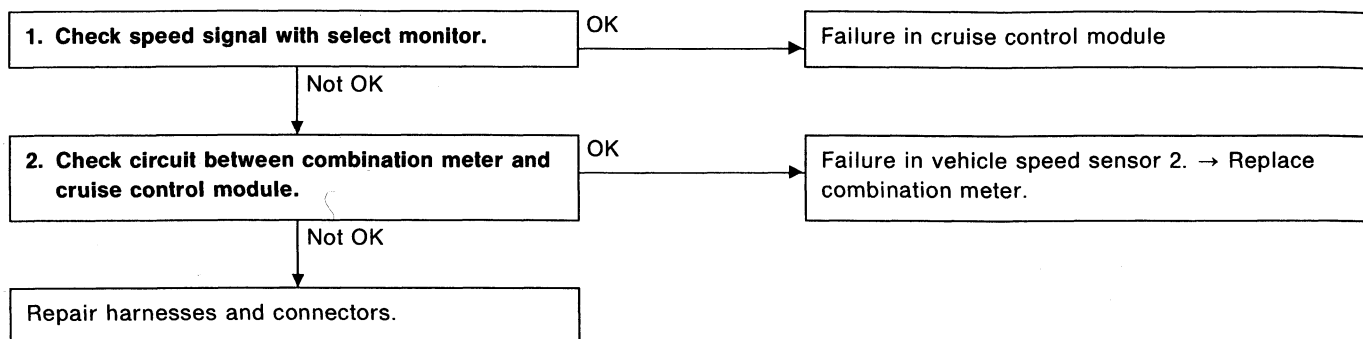 1. Check speed signal with select monitor.
OK
Failure in cruise control module
Not OK
2. Check circuit between combination meter and
cruise control module.
OK
Failure in vehicle speed sensor 2. → Replace
combination meter.
Not OK
Repair harnesses and connectors.